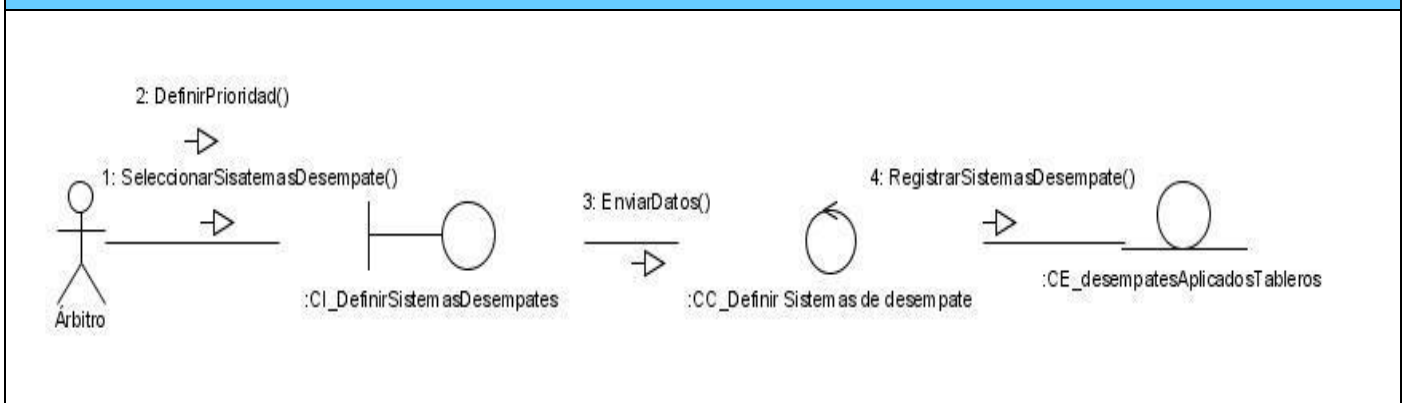 2: DefinirPrioridad()
1: SeleccionarSisatemasDesempate()
Árbitro
:CI_DefinirSistemasDesempates
3: EnviarDatos()
:CC_Definir Sistemas de desempate
4: RegistrarSistemasDesempate()
:CE_desempatesAplicadosTableros